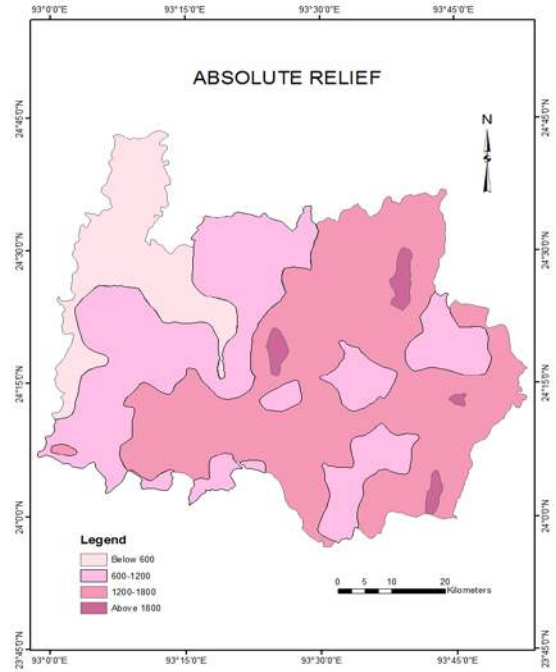 93°0'0"E 93°15'0"E 93°30'0"E 93°45'0"E
ABSOLUTE RELIEF
N
24°45'0"N 24°45'0"N
24°30'0"N 24°30'0"N
24°15'0"N 24°15'0"N
24°0'0"N 24°0'0"N
23°45'0"N 23°45'0"N
Legend
Below 600
600-1200
1200-1800
Above 1800
0 5 10 20
Kilometers
93°0'0"E 93°15'0"E 93°30'0"E 93°45'0"E